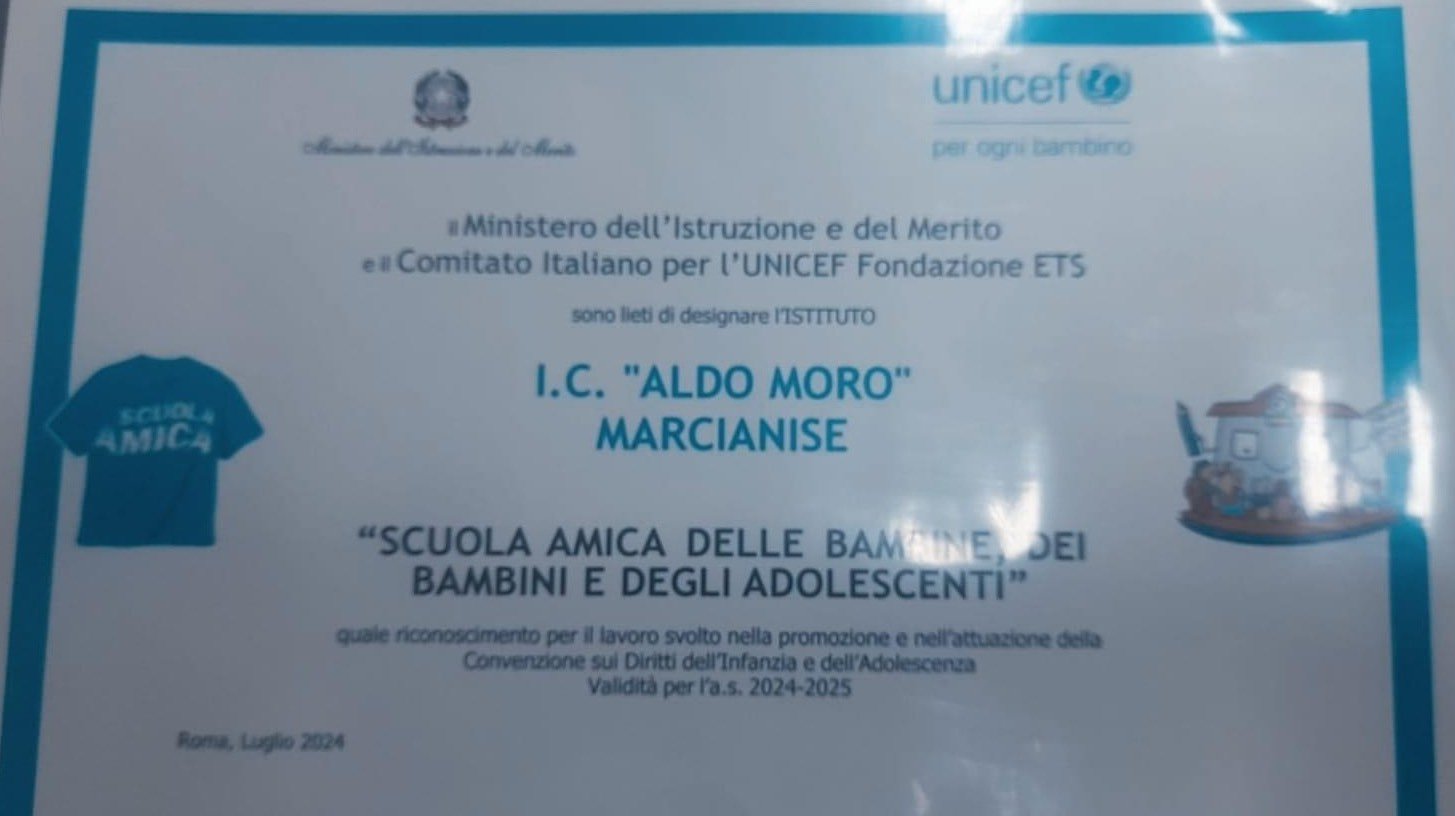 Ministero dell'Istruzione e del Merito
unicef
per ogni bambino
il Ministero dell'Istruzione e del Merito
e il Comitato Italiano per l'UNICEF Fondazione ETS
sono lieti di designare l'ISTITUTO
I.C. "ALDO MORO"
MARCIANISE
SCUOLA
AMICA
“SCUOLA AMICA DELLE BAMBINE, DEI
BAMBINI E DEGLI ADOLESCENTI”
quale riconoscimento per il lavoro svolto nella promozione e nell'attuazione della
Convenzione sui Diritti dell'Infanzia e dell'Adolescenza
Validità per l'a.s. 2024-2025
Roma, Luglio 2024